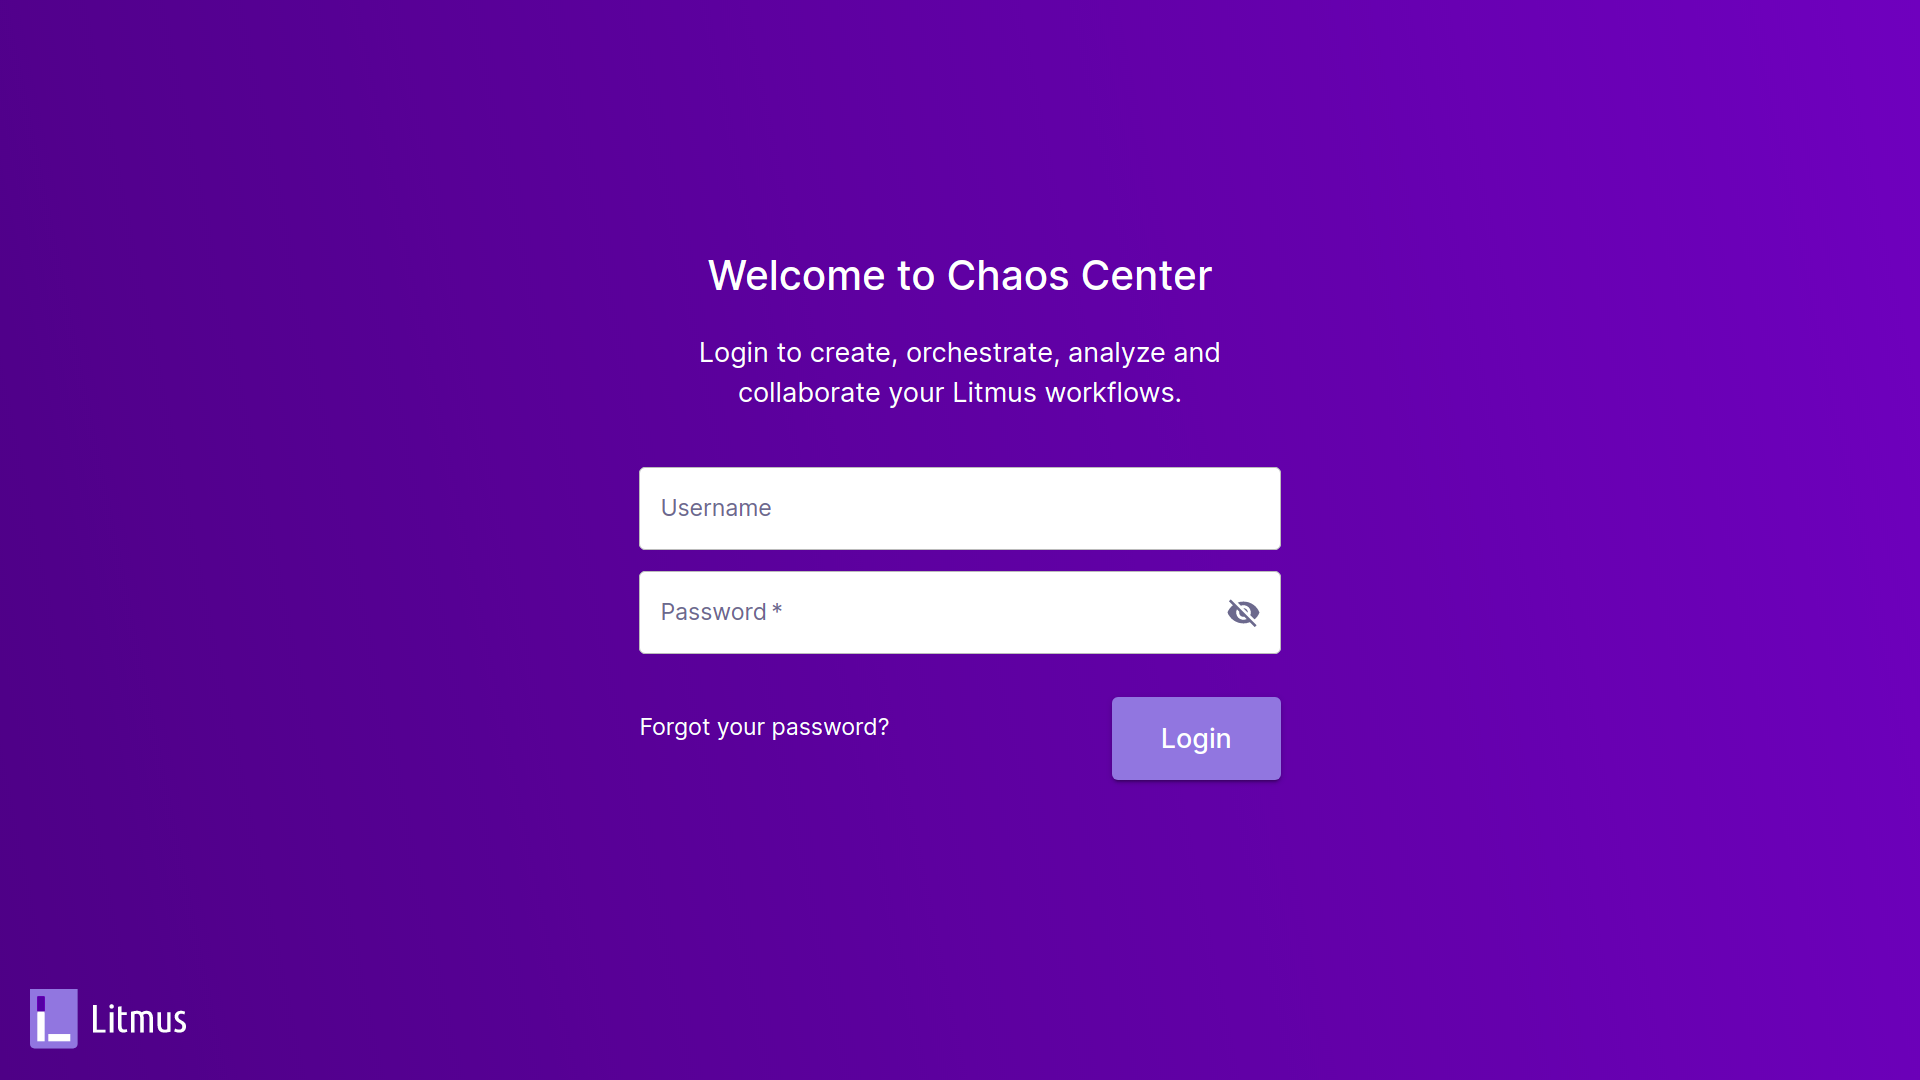 Welcome to Chaos Center
Login to create, orchestrate, analyze and
collaborate your Litmus workflows.
Username
Password *
Forgot your password?
Login
Litmus